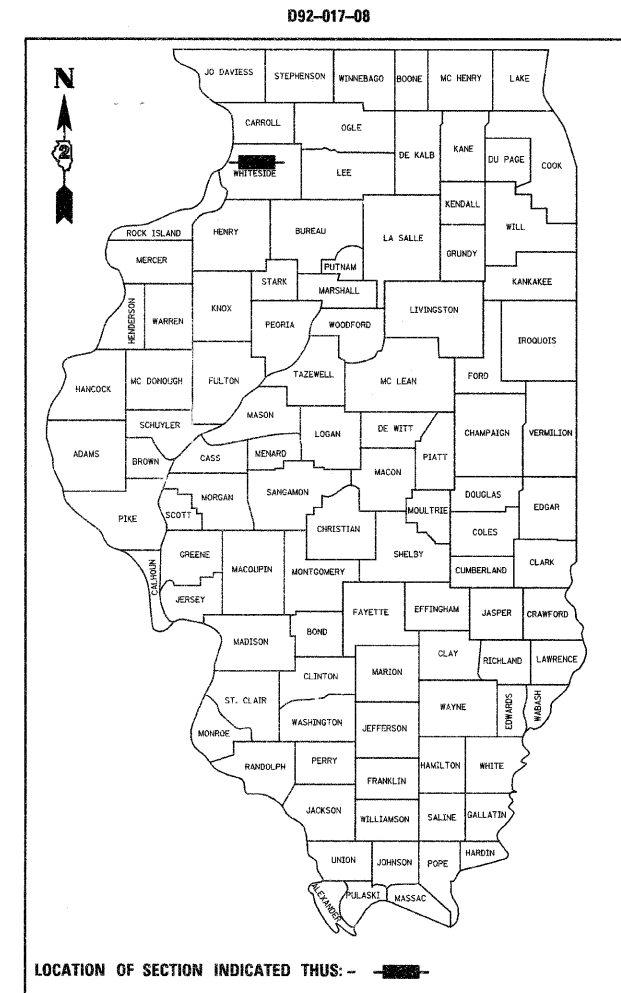 D92-017-08
N
2
JO DAVIESS STEPHENSON WINNEBAGO BOONE MC HENRY LAKE
CARROLL OGLE DE KALB KANE DU PAGE COOK
WHITESIDE LEE
KENDALL WILL
ROCK ISLAND HENRY BUREAU LA SALLE GRUNDY
MERCER PUTNAM KANKAKEE
STARK MARSHALL
HENDERSON WARREN KNOX PEORIA WOODFORD LIVINGSTON IROQUOIS
HANCOCK MC DONOUGH FULTON TAZEWELL MC LEAN FORD
MASON
SCHUYLER LOGAN DE WITT CHAMPAIGN VERMILION
ADAMS BROWN CASS MENARD MACON PIATT
PIKE SCOTT MORGAN SANGAMON CHRISTIAN MOULTRIE DOUGLAS EDGAR
COLES
CALHOUN GREENE MACOUPIN MONTGOMERY SHELBY CUMBERLAND CLARK
JERSEY FAYETTE EFFINGHAM JASPER CRAWFORD
MADISON BOND
CLAY RICHLAND LAWRENCE
CLINTON MARION
ST. CLAIR WAYNE EDWARDS WABASH
WASHINGTON JEFFERSON
MONROE
RANDOLPH PERRY HAMILTON WHITE
FRANKLIN
JACKSON WILLIAMSON SALINE GALLATIN
UNION JOHNSON POPE HARDIN
ALEXANDER PULASKI MASSAC
LOCATION OF SECTION INDICATED THUS: -